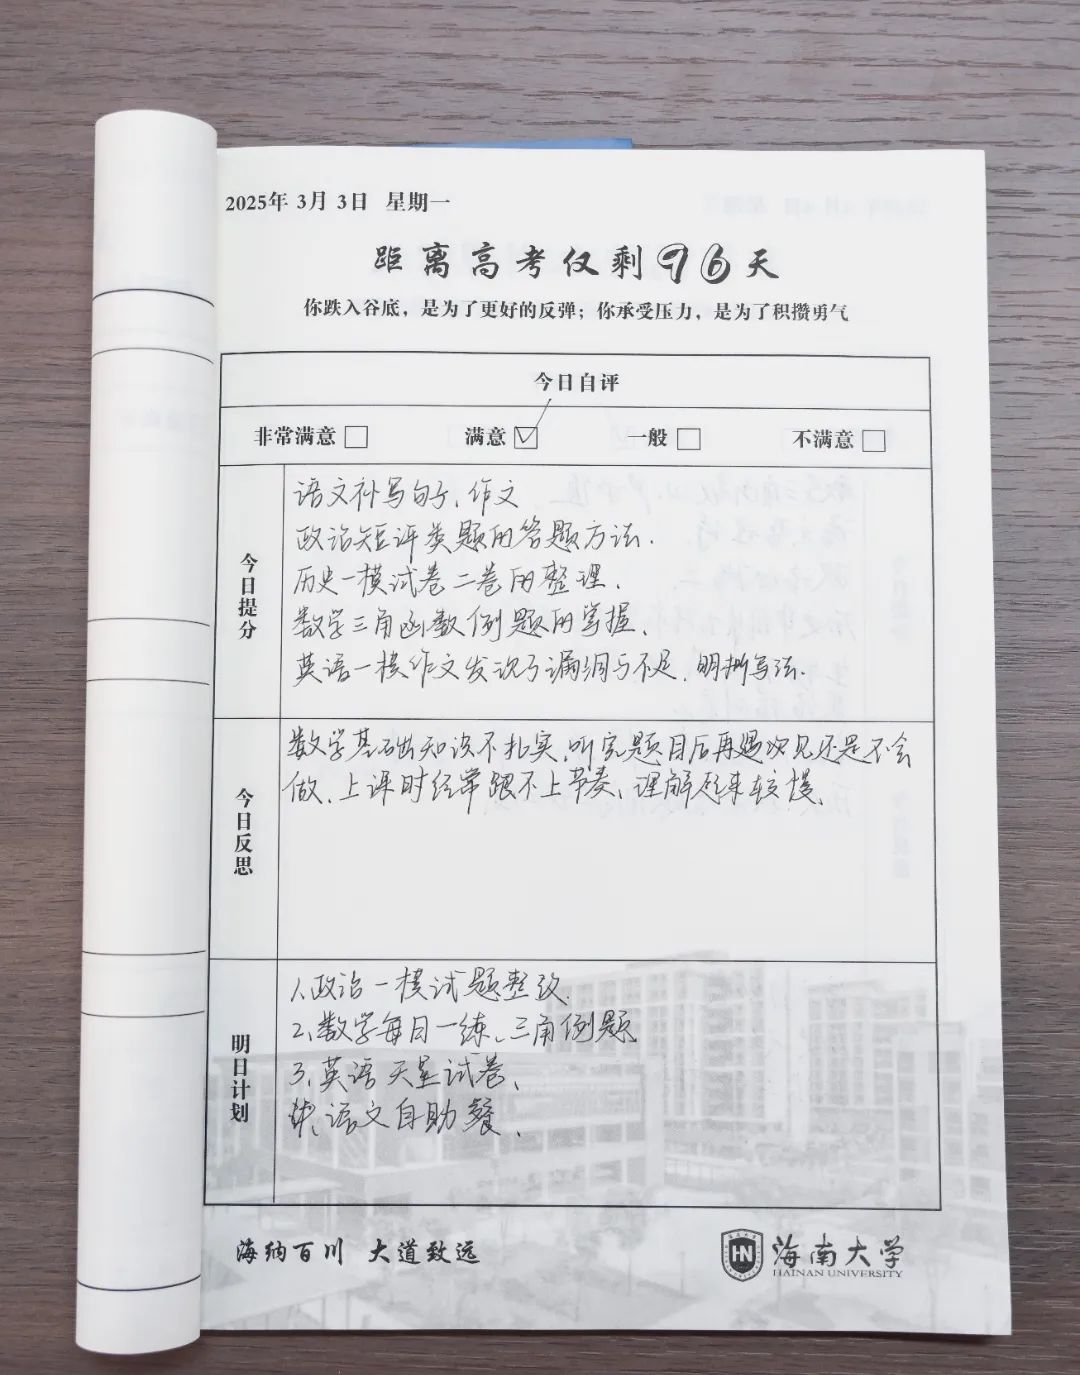 2025年 3月 3日 星期一
距离高考仅剩96天
你跌入谷底，是为了更好的反弹；你承受压力，是为了积攒勇气
今日自评
非常满意 □ 满意 ☑ 一般 □ 不满意 □
今日提分
语文补写句子、作文
政治短评类题的答题方法.
历史一模试卷二卷的整理.
数学三角函数例题的掌握、
英语一模作文发现了漏洞与不足.明晰写法.
今日反思
数学基础知识不扎实.听完题目后再遇次见还是不会
做.上课时经常跟不上节奏、理解起来较慢、
明日计划
1.政治一模试题整改.
2.数学每日一练、三角例题
3.英语天星试卷、
语文自助餐、
海纳百川 大道致远
HN 海南大学
HAINAN UNIVERSITY